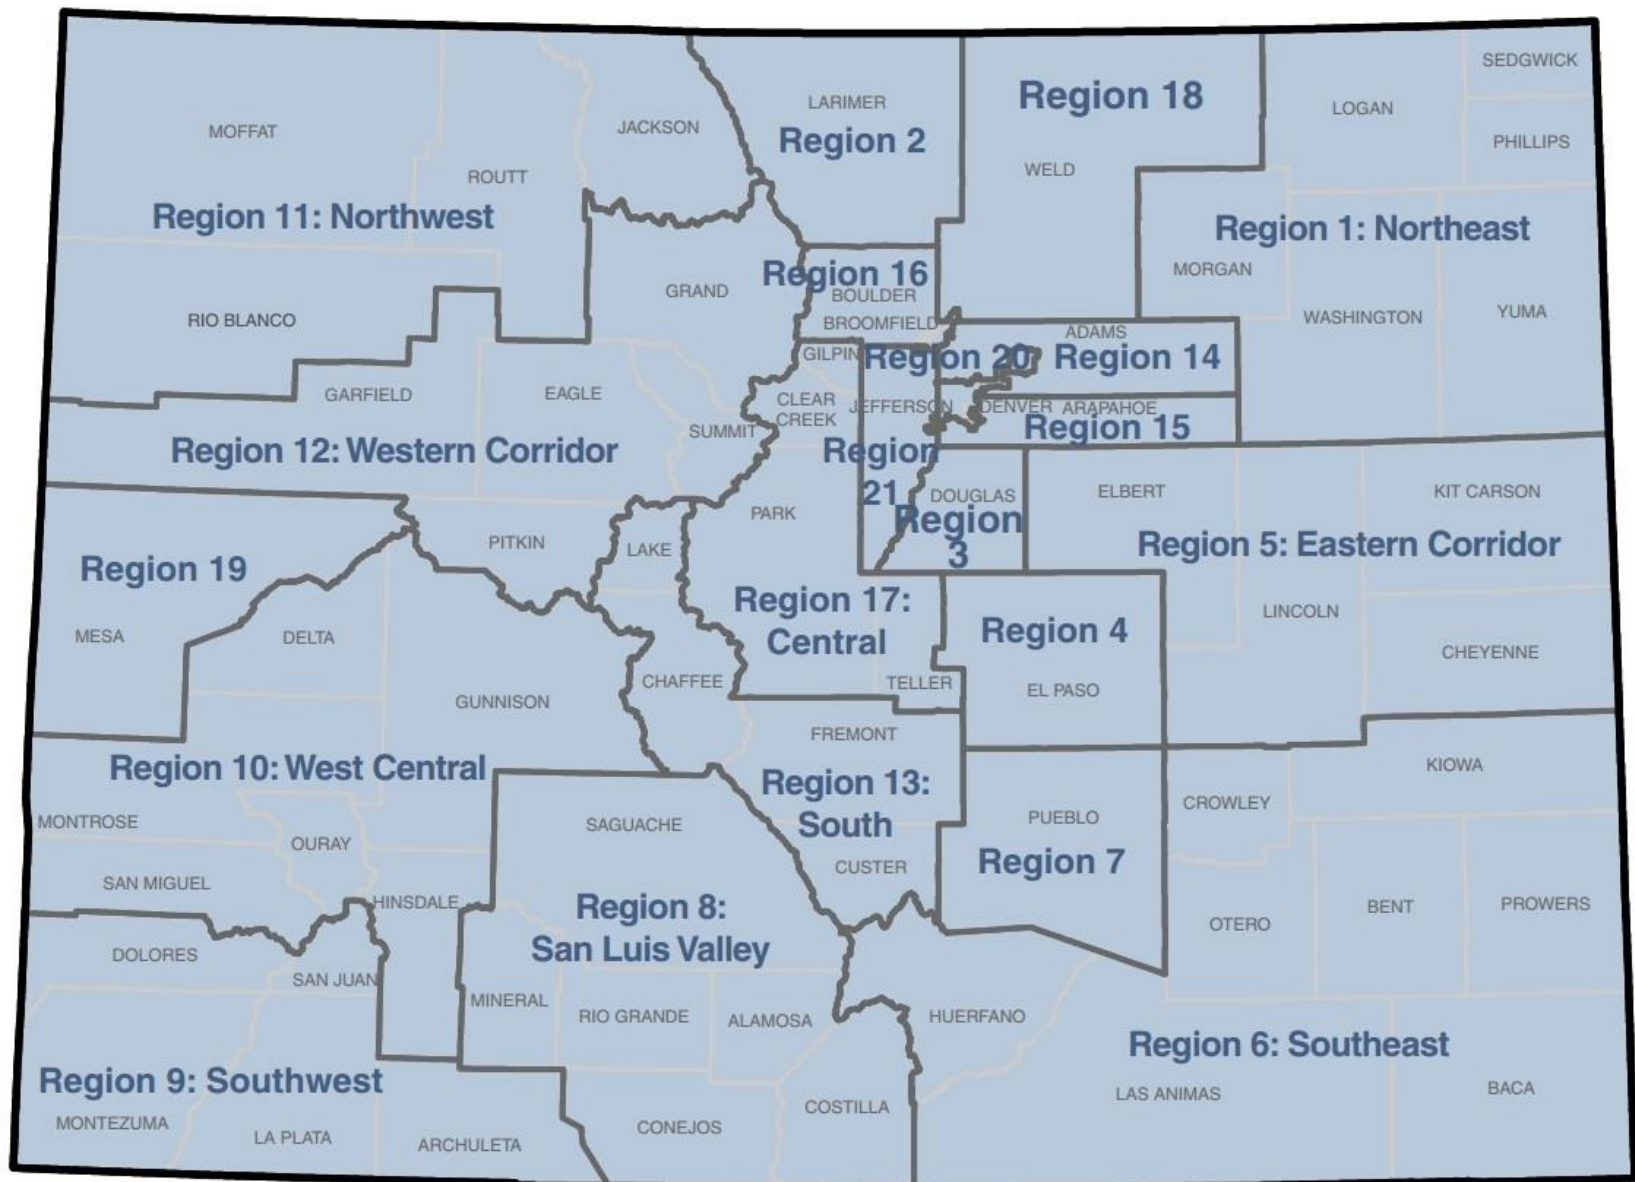 SEDGWICK
LARIMER
Region 18
LOGAN
MOFFAT
JACKSON
Region 2
PHILLIPS
ROUTT
WELD
Region 11: Northwest
Region 1: Northeast
Region 16
MORGAN
GRAND
BOULDER
RIO BLANCO
BROOMFIELD
WASHINGTON
YUMA
ADAMS
GILPIN
Region 20
Region 14
GARFIELD
EAGLE
CLEAR
CREEK
JEFFERSON
DENVER
ARAPAHOE
SUMMIT
Region 15
Region 12: Western Corridor
Region
21
DOUGLAS
ELBERT
KIT CARSON
PARK
Region
3
PITKIN
LAKE
Region 5: Eastern Corridor
Region 19
Region 17:
Central
LINCOLN
MESA
DELTA
Region 4
CHEYENNE
CHAFFEE
TELLER
EL PASO
GUNNISON
FREMONT
Region 10: West Central
Region 13:
South
KIOWA
CROWLEY
MONTROSE
SAGUACHE
PUEBLO
OURAY
Region 7
CUSTER
SAN MIGUEL
HINSDALE
Region 8:
San Luis Valley
BENT
PROWERS
OTERO
DOLORES
SAN JUAN
MINERAL
RIO GRANDE
ALAMOSA
HUERFANO
Region 6: Southeast
Region 9: Southwest
LAS ANIMAS
BACA
COSTILLA
MONTEZUMA
LA PLATA
ARCHULETA
CONEJOS